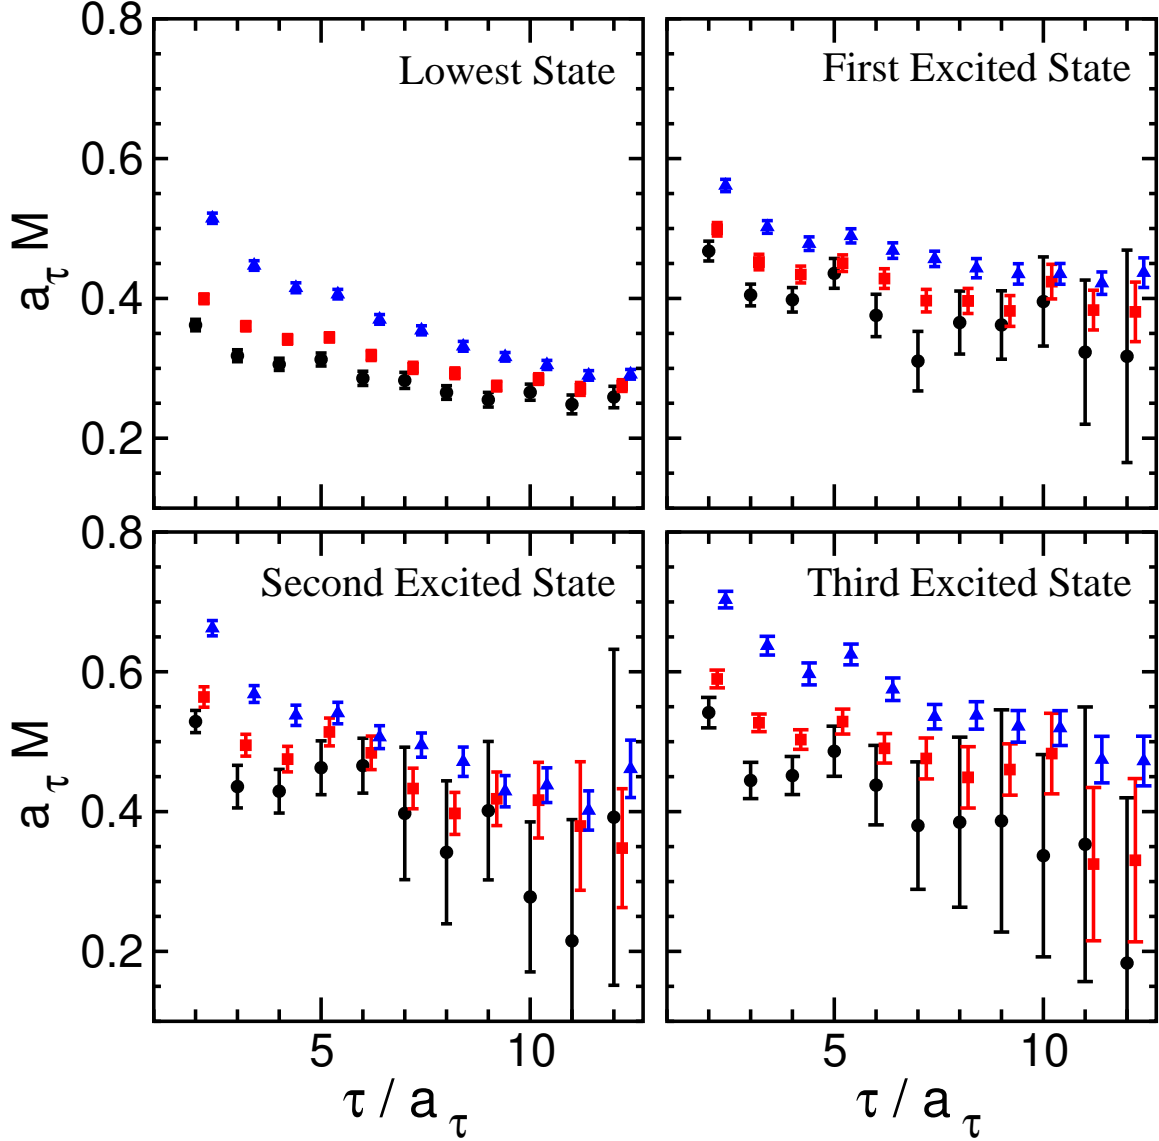 0.8
Lowest State
First Excited State
0.6
a_τ M
0.4
0.2
0.8
Second Excited State
Third Excited State
0.6
a_τ M
0.4
0.2
5 10 5 10
τ / a_τ τ / a_τ